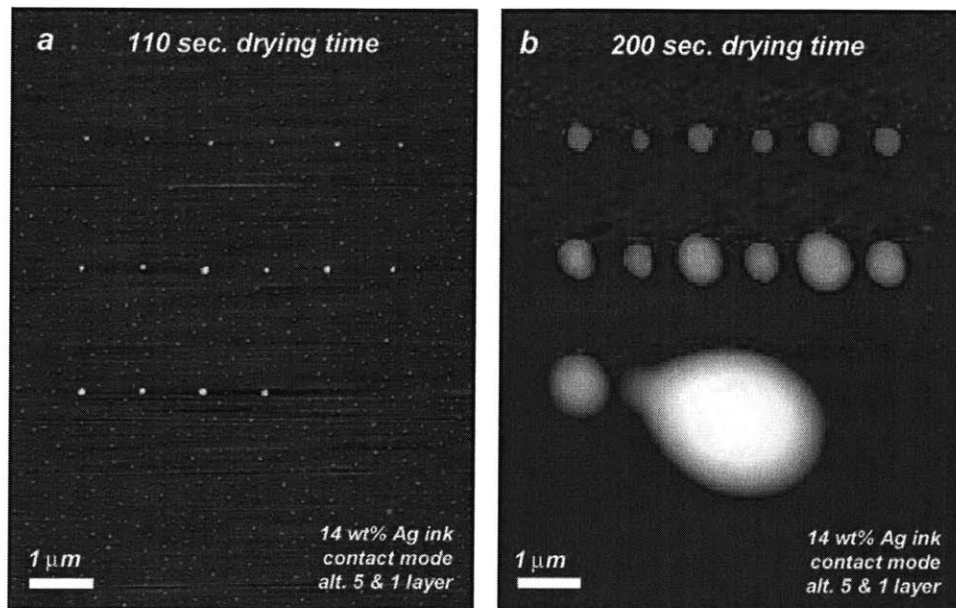 a 110 sec. drying time
14 wt% Ag ink
contact mode
alt. 5 & 1 layer
1 μm
b 200 sec. drying time
14 wt% Ag ink
contact mode
alt. 5 & 1 layer
1 μm